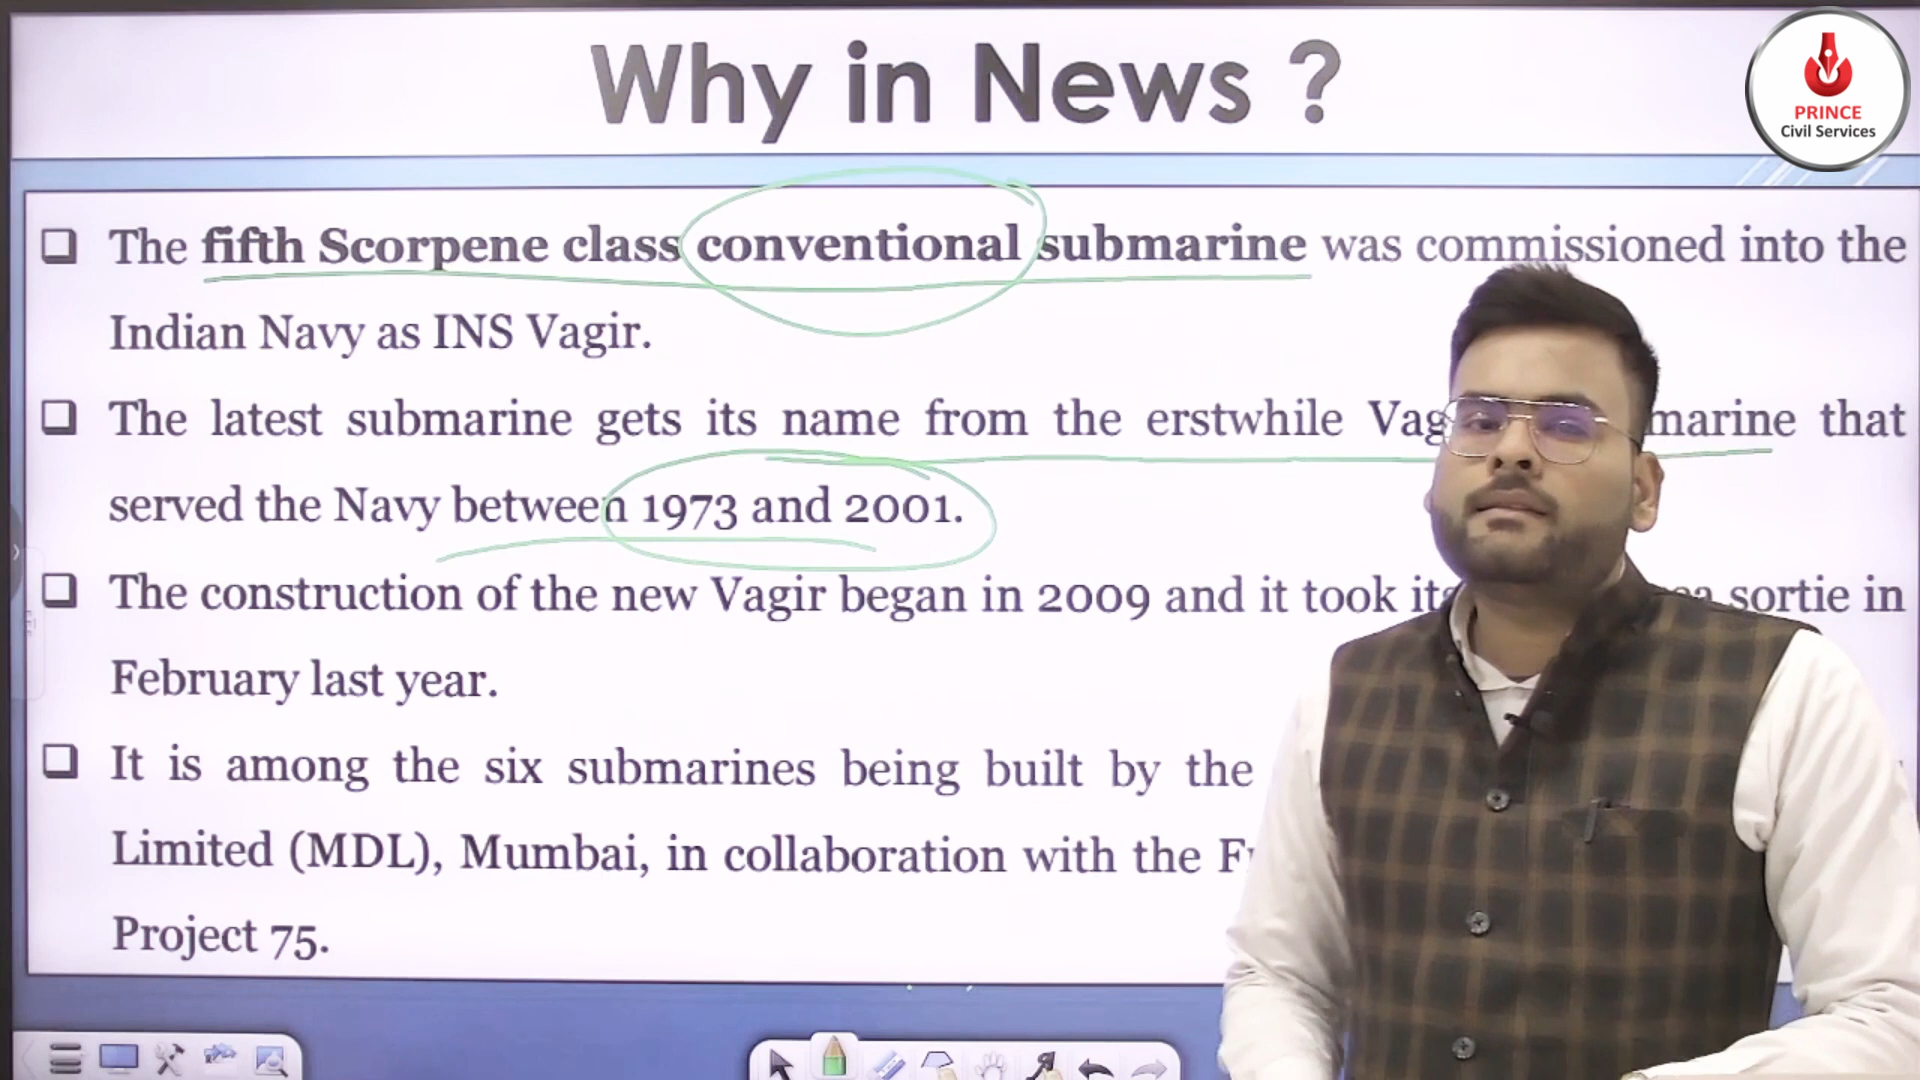 Why in News ?
PRINCE
Civil Services
The fifth Scorpene class conventional submarine was commissioned into the
Indian Navy as INS Vagir.
The latest submarine gets its name from the erstwhile that
served the Navy between 1973 and 2001.
The construction of the new Vagir began in 2009 and it took sortie in
February last year.
It is among the six submarines being built by the
Limited (MDL), Mumbai, in collaboration with the
Project 75.